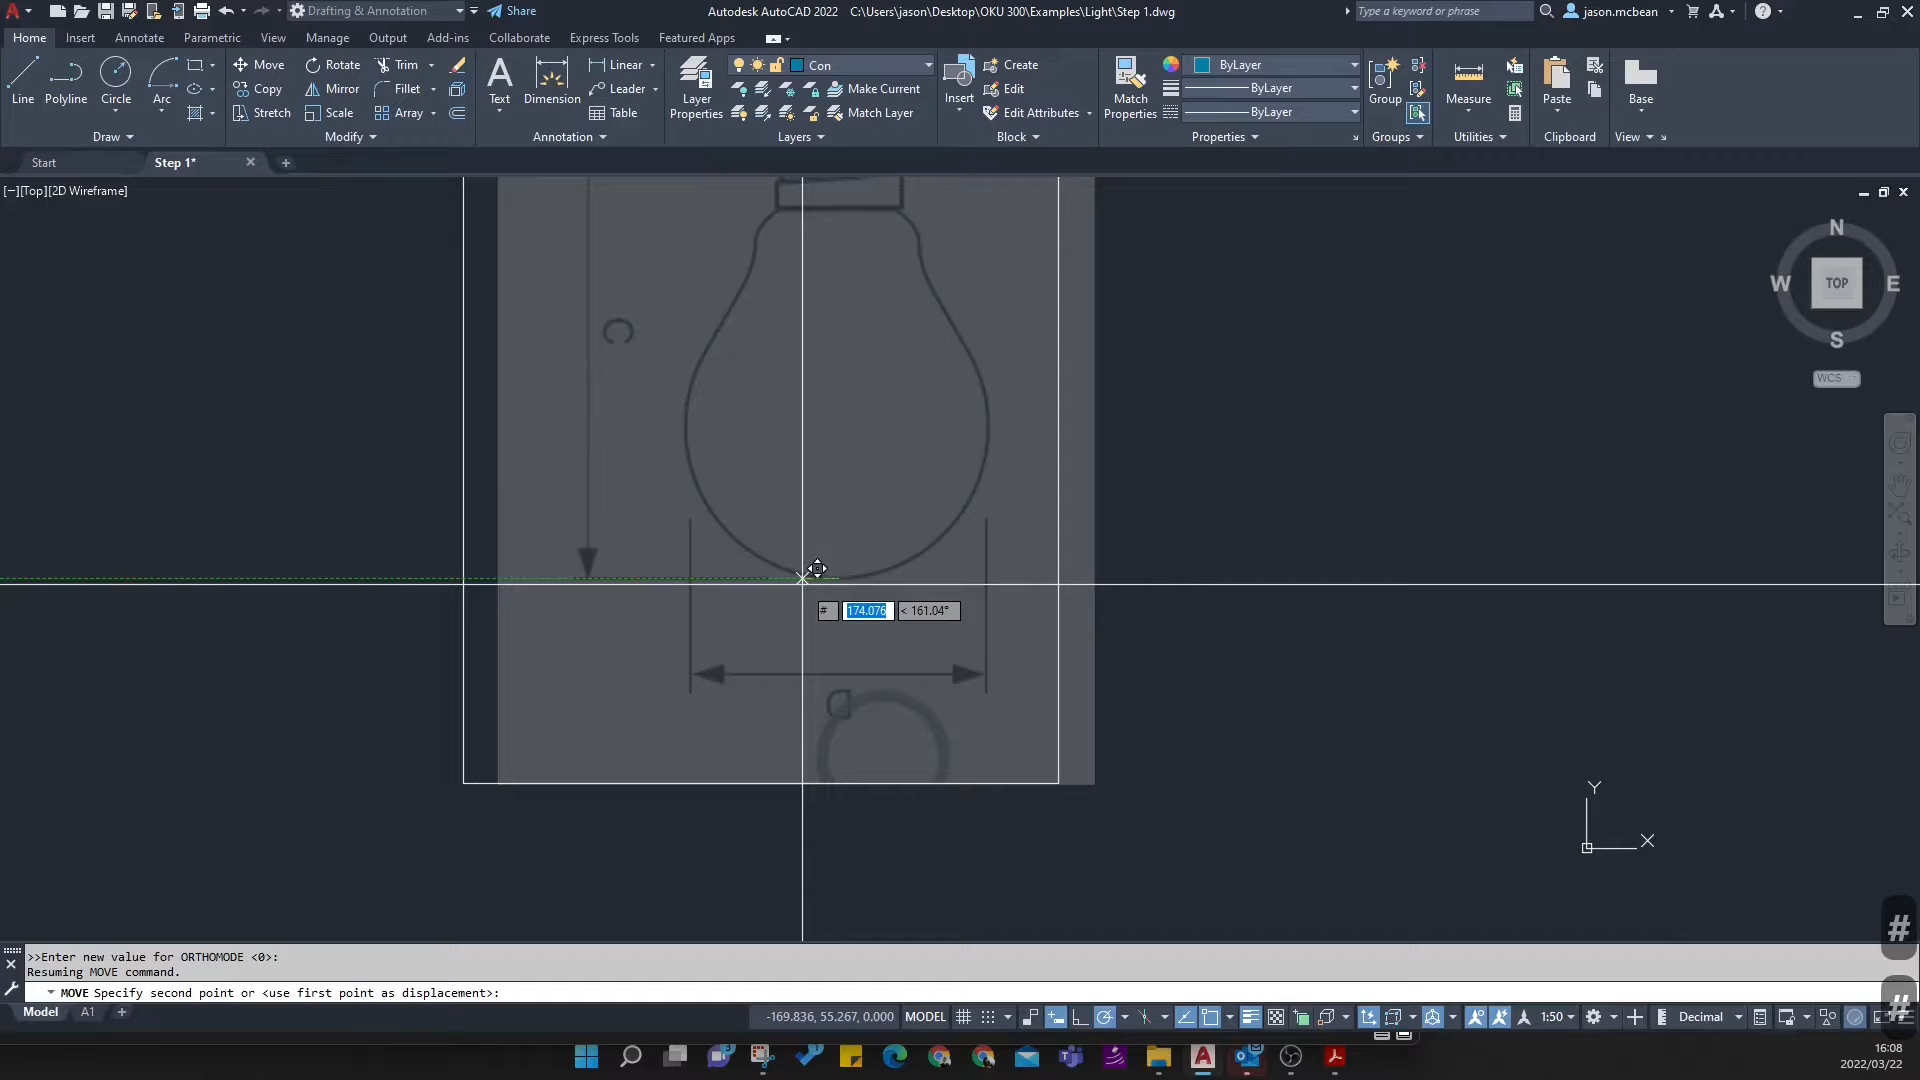 Drafting & Annotation Share Autodesk AutoCAD 2022 C:\Users\jason\Desktop\OKU 300\Examples\Light\Step 1.dwg Type a keyword or phrase jason.mcbean
Home Insert Annotate Parametric View Manage Output Add-ins Collaborate Express Tools Featured Apps
Move Rotate Trim Linear Con Create ByLayer
Copy Mirror Fillet Leader Make Current Edit ByLayer
Line Polyline Circle Arc Text Dimension Layer Properties Insert Match Properties Group Measure Paste Base
Stretch Scale Array Table Match Layer Edit Attributes ByLayer
Draw Modify Annotation Layers Block Properties Groups Utilities Clipboard View
Start Step 1*
[−][Top][2D Wireframe]
N
W TOP E
S
WCS
C
# 174.076 < 161.04°
D
Y
X
#
>>Enter new value for ORTHOMODE <0>:
Resuming MOVE command.
MOVE Specify second point or <use first point as displacement>:
#
Model A1 -169.836, 55.267, 0.000 MODEL 1:50 Decimal
16:08
2022/03/22